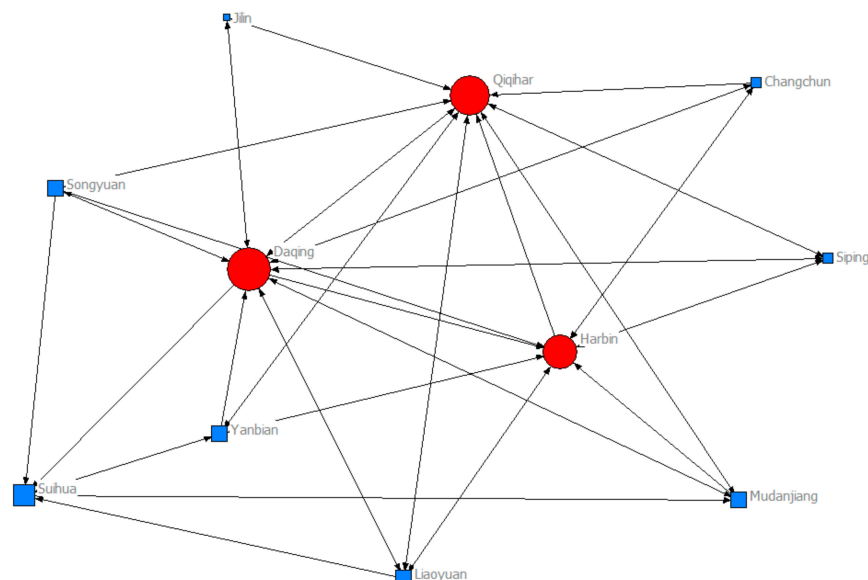 Jilin
Qiqihar
Changchun
Songyuan
Daqing
Siping
Harbin
Yanbian
Suihua
Mudanjiang
Liaoyuan